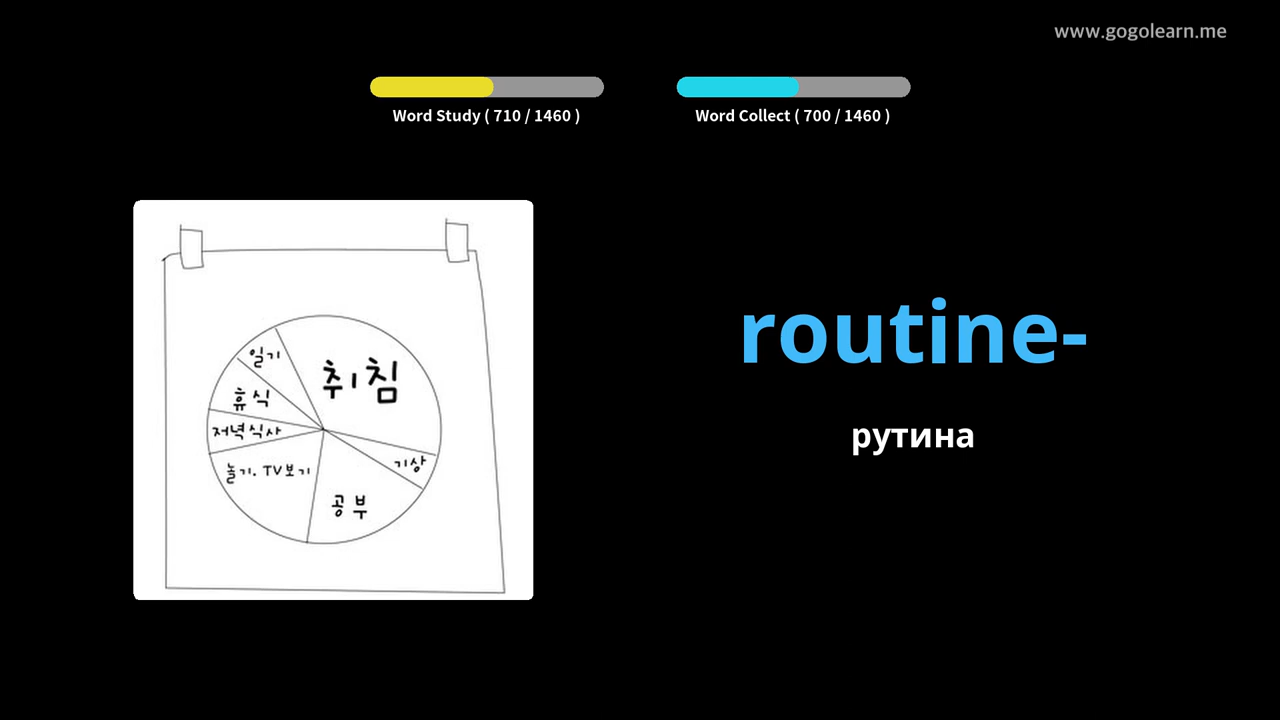 www.gogolearn.me
Word Study ( 710 / 1460 )
Word Collect ( 700 / 1460 )
일기
취침
휴식
저녁식사
기상
놀기. TV보기
공부
routine-
рутина